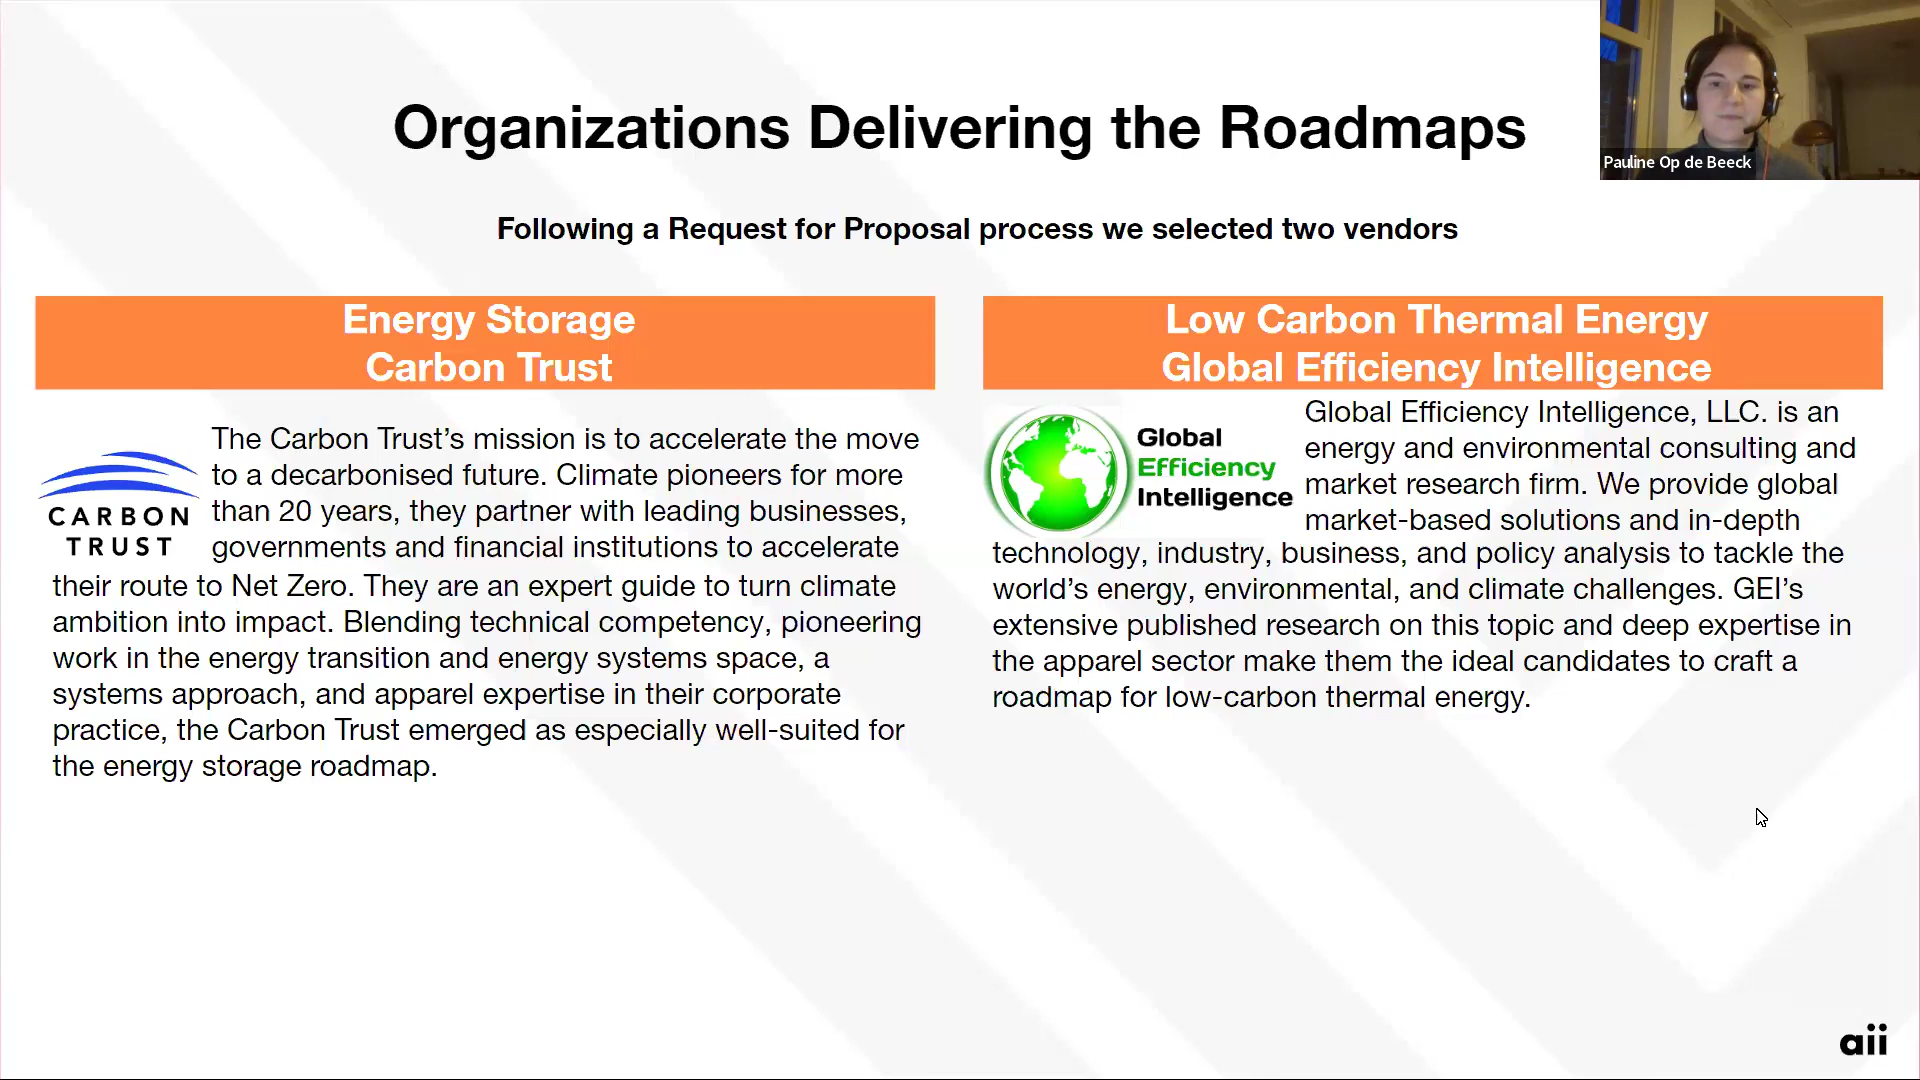 Organizations Delivering the Roadmaps
Pauline Op de Beeck
Following a Request for Proposal process we selected two vendors
Energy Storage
Carbon Trust
CARBON
TRUST
The Carbon Trust’s mission is to accelerate the move
to a decarbonised future. Climate pioneers for more
than 20 years, they partner with leading businesses,
governments and financial institutions to accelerate
their route to Net Zero. They are an expert guide to turn climate
ambition into impact. Blending technical competency, pioneering
work in the energy transition and energy systems space, a
systems approach, and apparel expertise in their corporate
practice, the Carbon Trust emerged as especially well-suited for
the energy storage roadmap.
Low Carbon Thermal Energy
Global Efficiency Intelligence
Global
Efficiency
Intelligence
Global Efficiency Intelligence, LLC. is an
energy and environmental consulting and
market research firm. We provide global
market-based solutions and in-depth
technology, industry, business, and policy analysis to tackle the
world’s energy, environmental, and climate challenges. GEI’s
extensive published research on this topic and deep expertise in
the apparel sector make them the ideal candidates to craft a
roadmap for low-carbon thermal energy.
aii